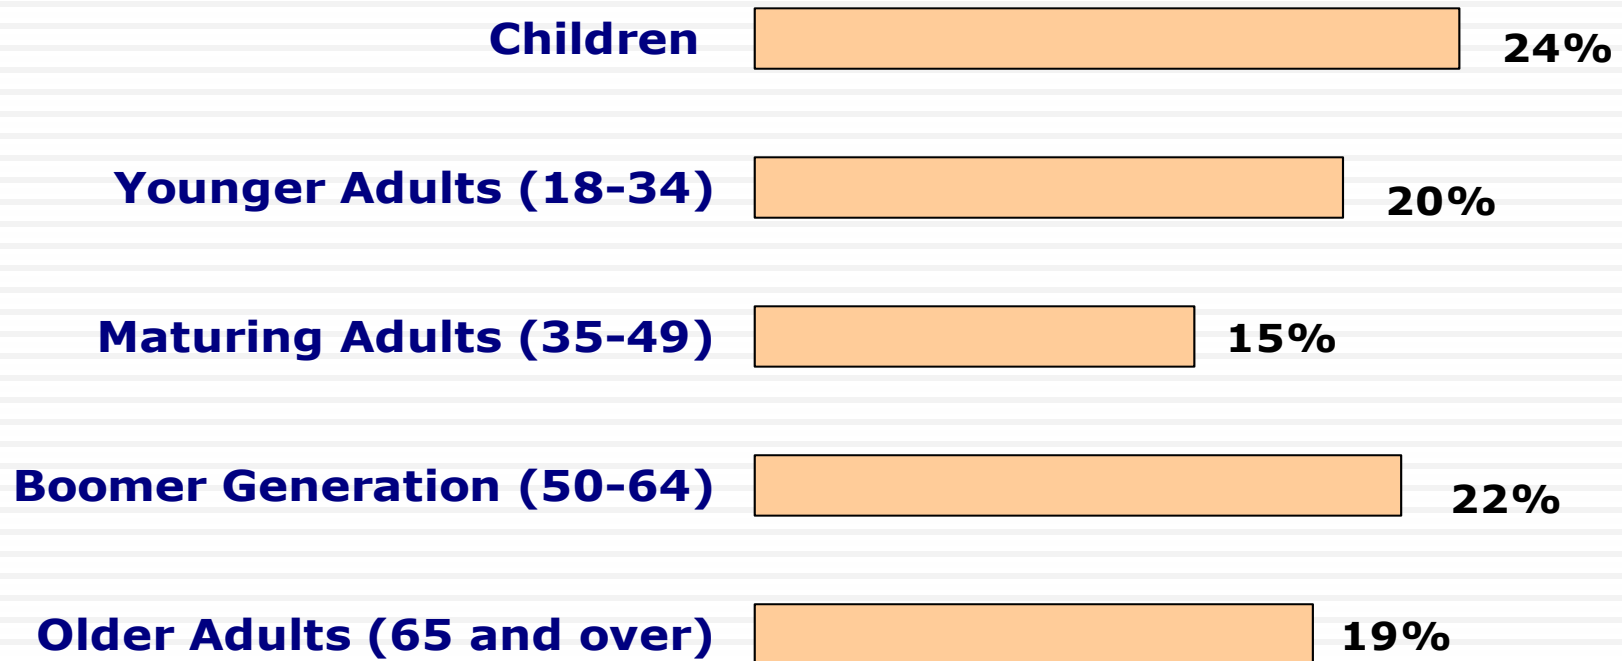 Children 24%
Younger Adults (18-34) 20%
Maturing Adults (35-49) 15%
Boomer Generation (50-64) 22%
Older Adults (65 and over) 19%